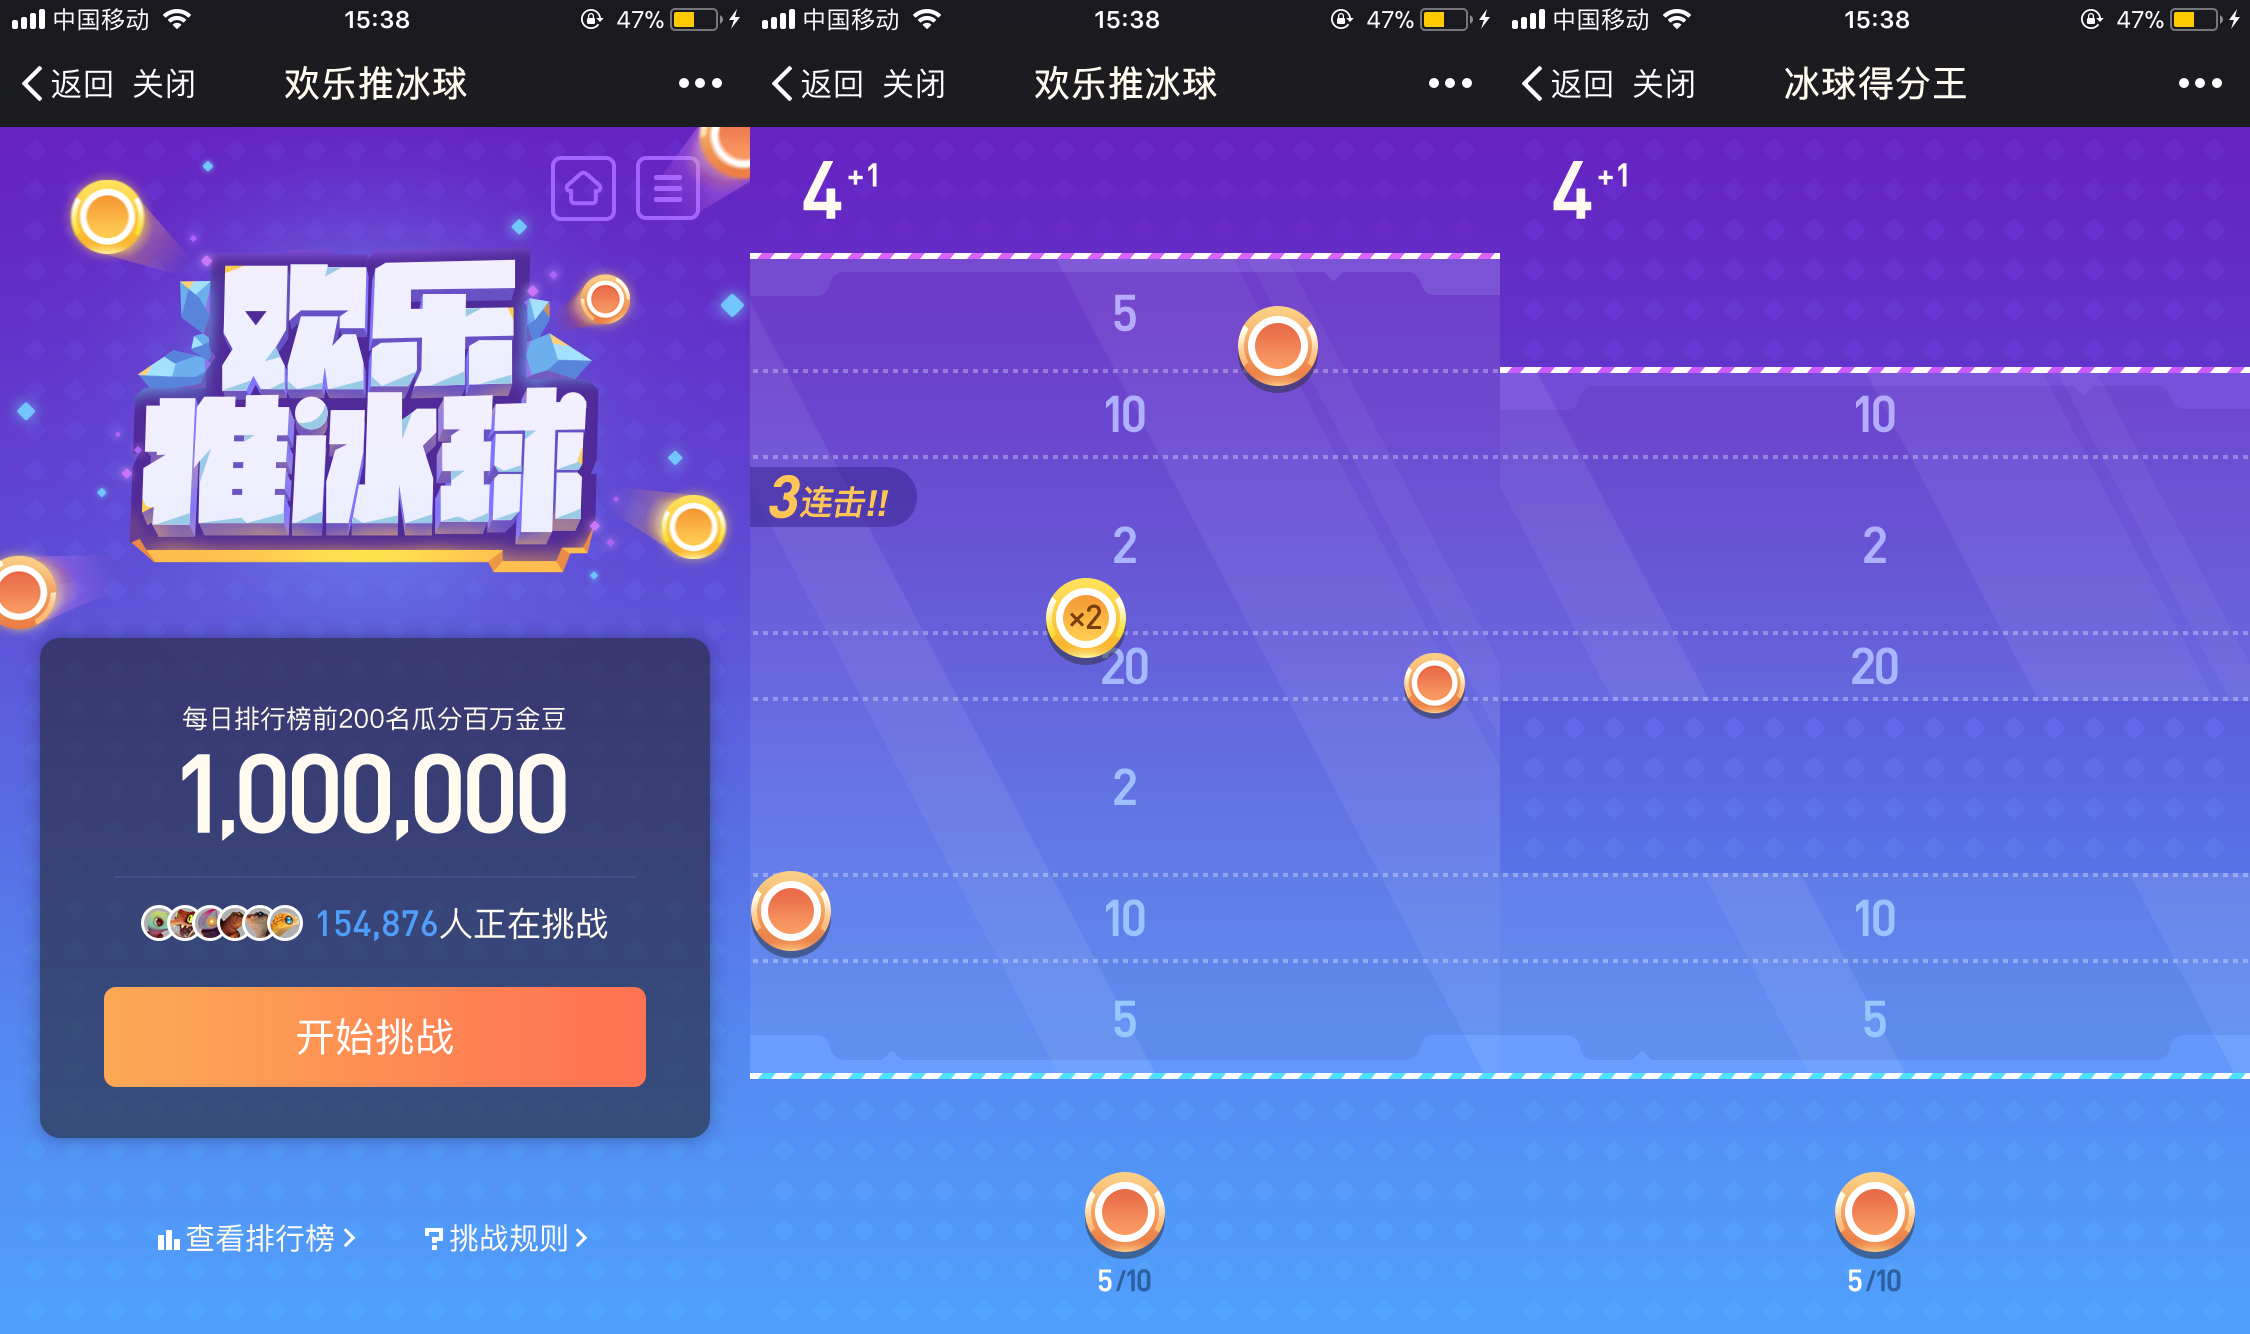 中国移动 15:38 47%
返回 关闭 欢乐推冰球
欢乐
推冰球
每日排行榜前200名瓜分百万金豆
1,000,000
154,876人正在挑战
开始挑战
查看排行榜
挑战规则
中国移动 15:38 47%
返回 关闭 欢乐推冰球
4+1
5
10
3连击!!
2
×2
20
2
10
5
5/10
中国移动 15:38 47%
返回 关闭 冰球得分王
4+1
10
2
20
10
5
5/10